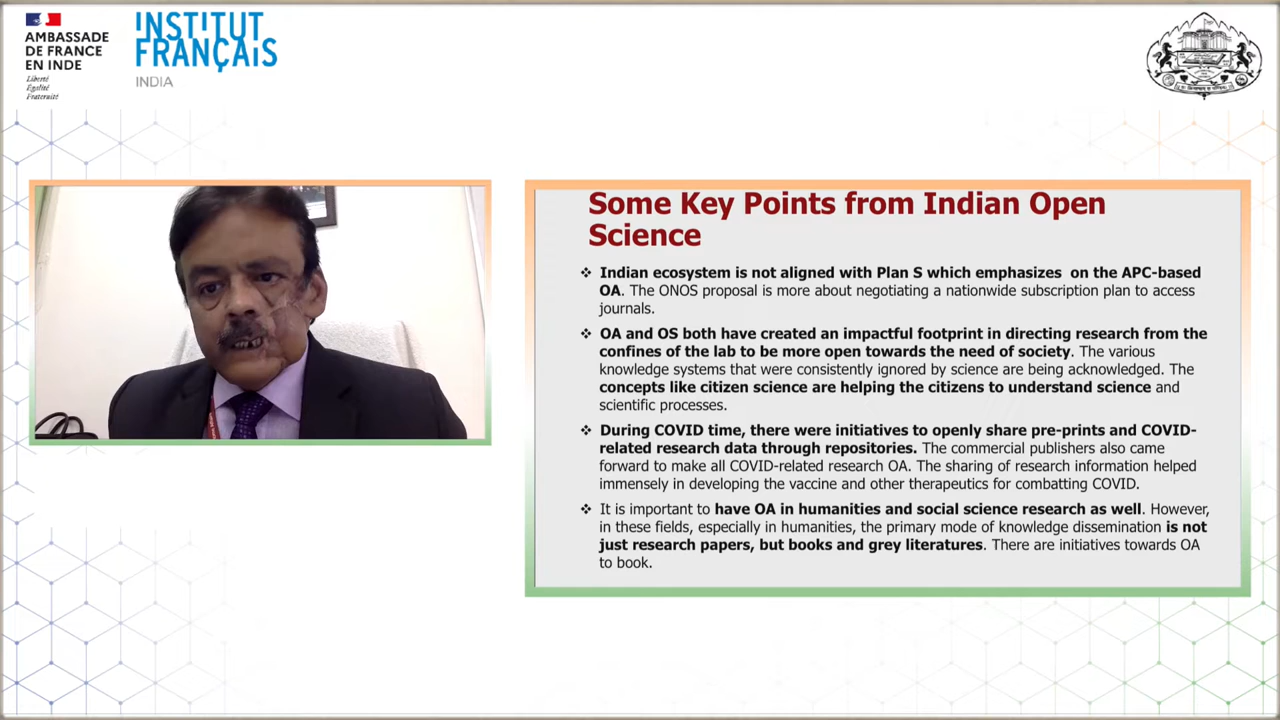 AMBASSADE
DE FRANCE
EN INDE
Liberté
Égalité
Fraternité
INSTITUT
FRANÇAIS
INDIA
Some Key Points from Indian Open
Science
❖ Indian ecosystem is not aligned with Plan S which emphasizes on the APC-based
OA. The ONOS proposal is more about negotiating a nationwide subscription plan to access
journals.
❖ OA and OS both have created an impactful footprint in directing research from the
confines of the lab to be more open towards the need of society. The various
knowledge systems that were consistently ignored by science are being acknowledged. The
concepts like citizen science are helping the citizens to understand science and
scientific processes.
❖ During COVID time, there were initiatives to openly share pre-prints and COVID-
related research data through repositories. The commercial publishers also came
forward to make all COVID-related research OA. The sharing of research information helped
immensely in developing the vaccine and other therapeutics for combatting COVID.
❖ It is important to have OA in humanities and social science research as well. However,
in these fields, especially in humanities, the primary mode of knowledge dissemination is not
just research papers, but books and grey literatures. There are initiatives towards OA
to book.